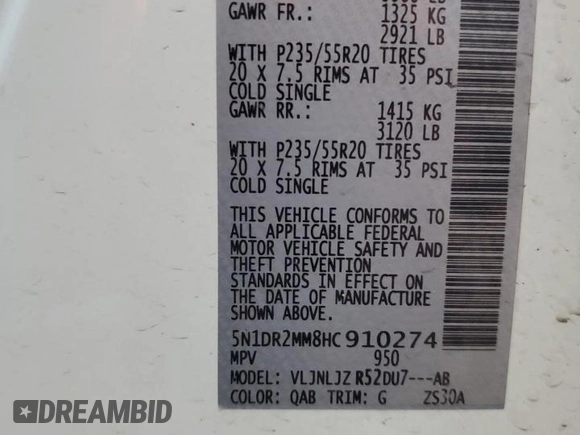 GAWR FR.: 1325 KG
2921 LB
WITH P235/55R20 TIRES
20 X 7.5 RIMS AT 35 PSI
COLD SINGLE
GAWR RR.: 1415 KG
3120 LB
WITH P235/55R20 TIRES
20 X 7.5 RIMS AT 35 PSI
COLD SINGLE
THIS VEHICLE CONFORMS TO
ALL APPLICABLE FEDERAL
MOTOR VEHICLE SAFETY AND
THEFT PREVENTION
STANDARDS IN EFFECT ON
THE DATE OF MANUFACTURE
SHOWN ABOVE.
5N1DR2MM8HC910274
MPV 950
MODEL: VLJNLJZ R52DU7---AB
COLOR: QAB TRIM: G ZS30A
DREAMBID